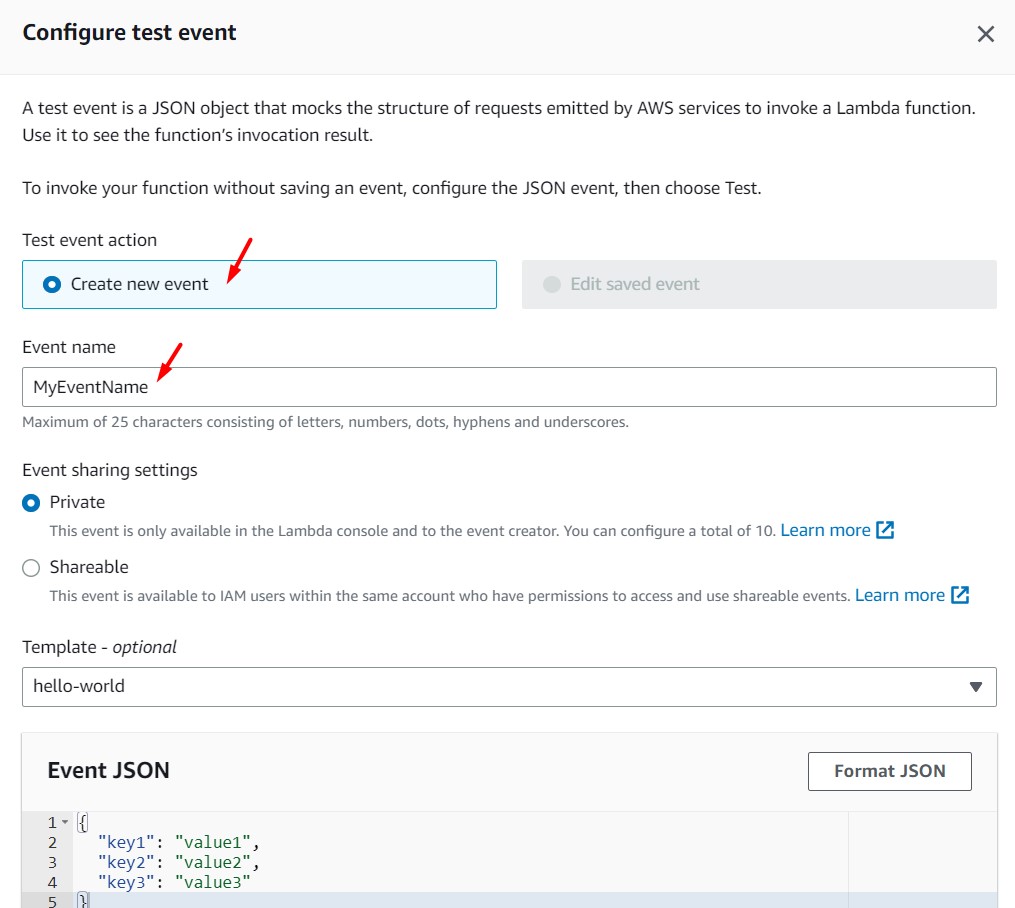 Configure test event
A test event is a JSON object that mocks the structure of requests emitted by AWS services to invoke a Lambda function.
Use it to see the function’s invocation result.
To invoke your function without saving an event, configure the JSON event, then choose Test.
Test event action
Create new event
Edit saved event
Event name
MyEventName
Maximum of 25 characters consisting of letters, numbers, dots, hyphens and underscores.
Event sharing settings
Private
This event is only available in the Lambda console and to the event creator. You can configure a total of 10. Learn more
Shareable
This event is available to IAM users within the same account who have permissions to access and use shareable events. Learn more
Template - optional
hello-world
Event JSON
Format JSON
1 {
2 "key1": "value1",
3 "key2": "value2",
4 "key3": "value3"
5 }